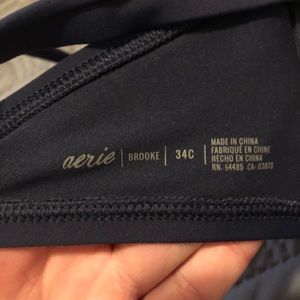 aerie | BROOKE | 34C
MADE IN CHINA
FABRIQUÉ EN CHINE
HECHO EN CHINA
RN. 54485 CA-03873